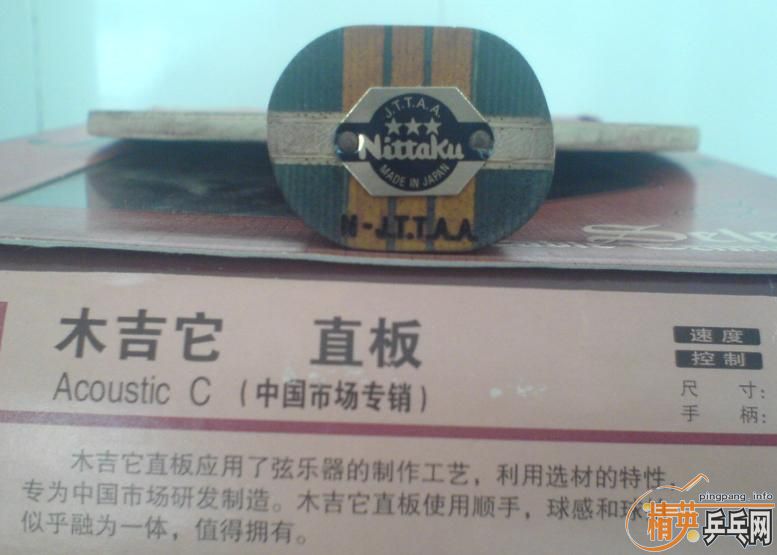 J.T.T.A.A.
Nittaku
MADE IN JAPAN
N-J.T.T.A.A
木吉它 直板
Acoustic C (中国市场专销)
速度
控制
尺 寸:
手 柄:
木吉它直板应用了弦乐器的制作工艺,利用选材的特性,
专为中国市场研发制造。木吉它直板使用顺手,球感和球
似乎融为一体,值得拥有。
pingpang_info
精英乒乓网